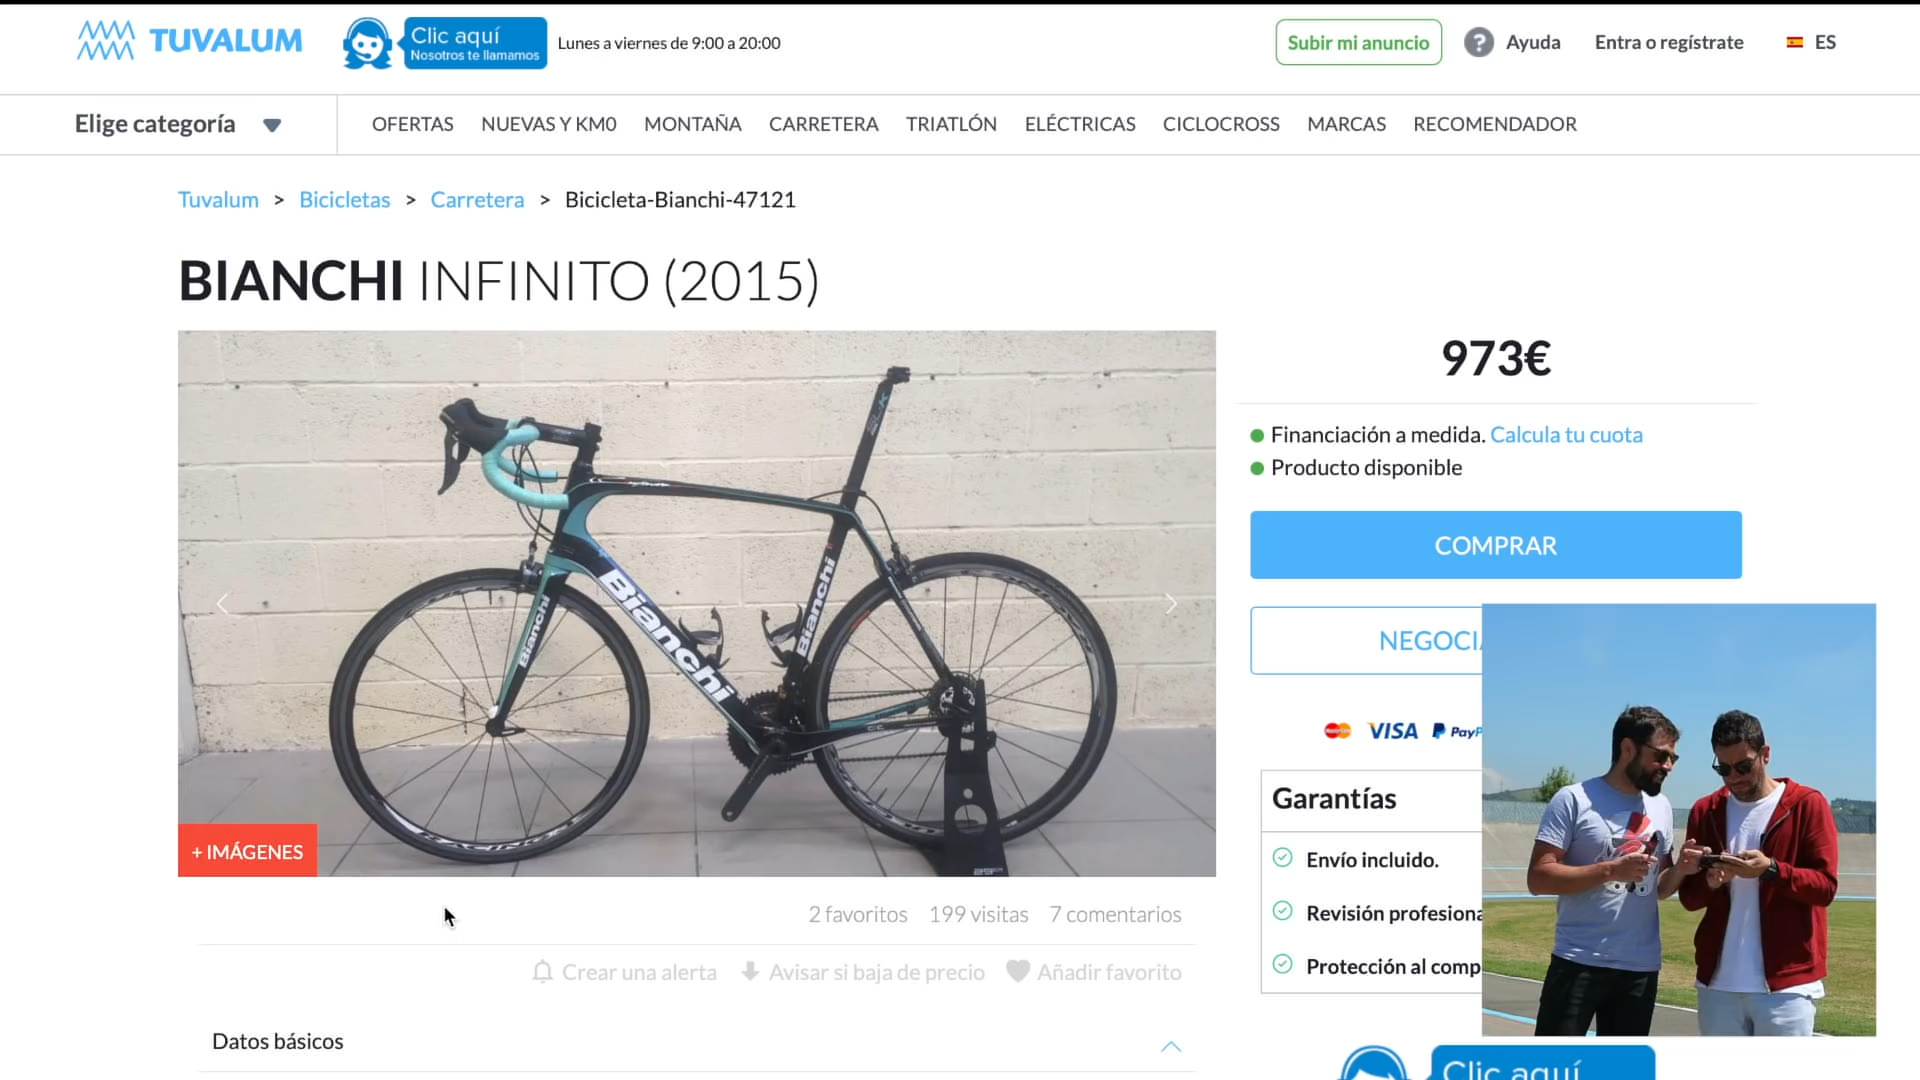 TUVALUM
Clic aquí
Nosotros te llamamos
Lunes a viernes de 9:00 a 20:00
Subir mi anuncio
? Ayuda
Entra o regístrate
ES
Elige categoría
OFERTAS NUEVAS Y KM0 MONTAÑA CARRETERA TRIATLÓN ELÉCTRICAS CICLOCROSS MARCAS RECOMENDADOR
Tuvalum > Bicicletas > Carretera > Bicicleta-Bianchi-47121
BIANCHI INFINITO (2015)
Bianchi
Bianchi
Bianchi
RACING
+ IMÁGENES
2 favoritos 199 visitas 7 comentarios
Crear una alerta Avisar si baja de precio Añadir favorito
Datos básicos
973€
Financiación a medida. Calcula tu cuota
Producto disponible
COMPRAR
NEGOCIA
VISA PayP
Garantías
Envío incluido.
Revisión profesiona
Protección al comp
Clic aquí